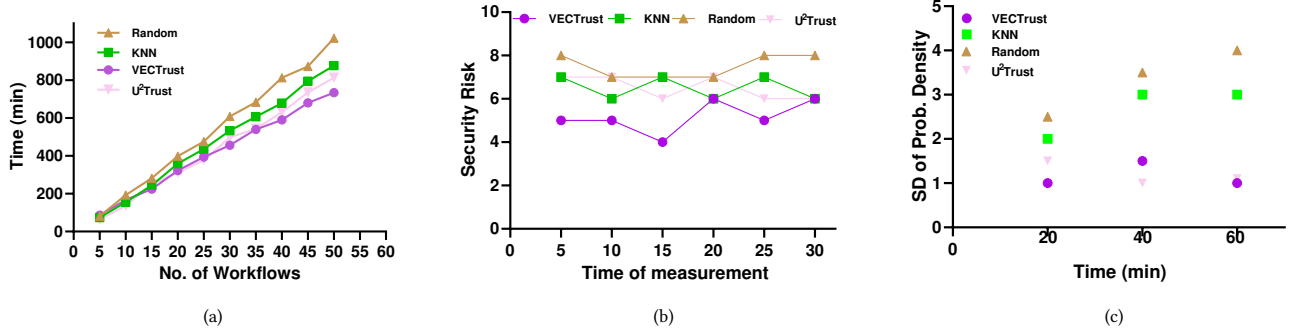 Time (min)
1000
800
600
400
200
0
Random
KNN
VECTrust
U²Trust
0 5 10 15 20 25 30 35 40 45 50 55 60
No. of Workflows
(a)
Security Risk
10
8
6
4
2
0
VECTrust KNN Random U²Trust
0 5 10 15 20 25 30
Time of measurement
(b)
SD of Prob. Density
5
4
3
2
1
0
VECTrust
KNN
Random
U²Trust
0 20 40 60
Time (min)
(c)